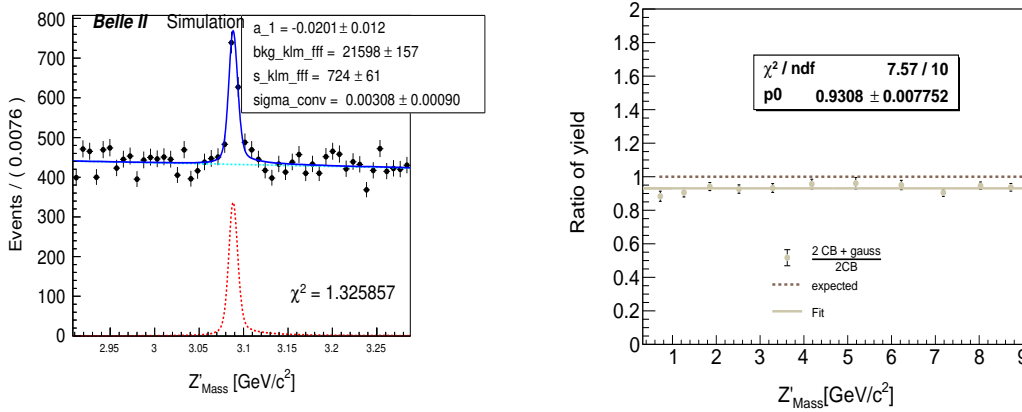 Belle II Simulation
a_1 = -0.0201 ± 0.012
bkg_klm_fff = 21598 ± 157
s_klm_fff = 724 ± 61
sigma_conv = 0.00308 ± 0.00090
800
700
600
500
400
300
200
100
0
Events / ( 0.0076 )
χ² = 1.325857
2.95 3 3.05 3.1 3.15 3.2 3.25
Z'Mass [GeV/c²]
2
1.8
1.6
1.4
1.2
1
0.8
0.6
0.4
0.2
0
Ratio of yield
χ² / ndf 7.57 / 10
p0 0.9308 ± 0.007752
2 CB + gauss
2CB
expected
Fit
1 2 3 4 5 6 7 8 9
Z'Mass[GeV/c²]